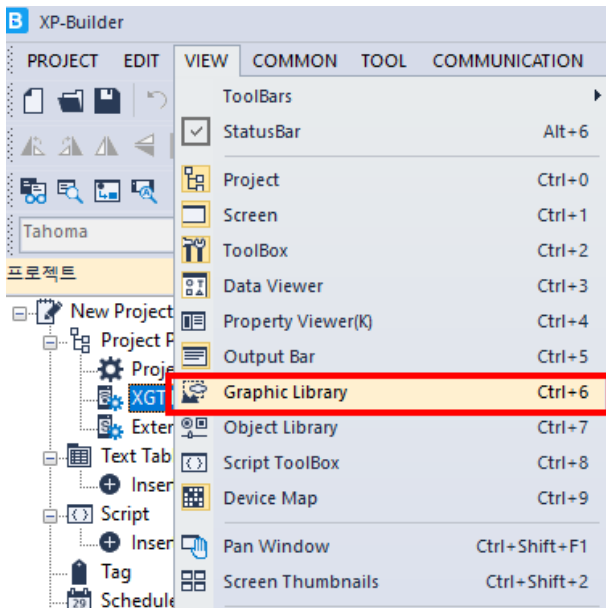 B XP-Builder
PROJECT EDIT VIEW COMMON TOOL COMMUNICATION
ToolBars
StatusBar Alt+6
Project Ctrl+0
Screen Ctrl+1
Tahoma
ToolBox Ctrl+2
프로젝트
Data Viewer Ctrl+3
New Project
Property Viewer(K) Ctrl+4
Project P
Output Bar Ctrl+5
Proje
XGT
Graphic Library Ctrl+6
Exter
Object Library Ctrl+7
Text Tab
Script ToolBox Ctrl+8
Inser
Device Map Ctrl+9
Script
Inser
Pan Window Ctrl+Shift+F1
Tag
Screen Thumbnails Ctrl+Shift+2
29 Schedule